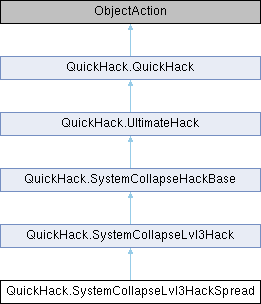 ObjectAction
QuickHack.QuickHack
QuickHack.UltimateHack
QuickHack.SystemCollapseHackBase
QuickHack.SystemCollapseLvl3Hack
QuickHack.SystemCollapseLvl3HackSpread